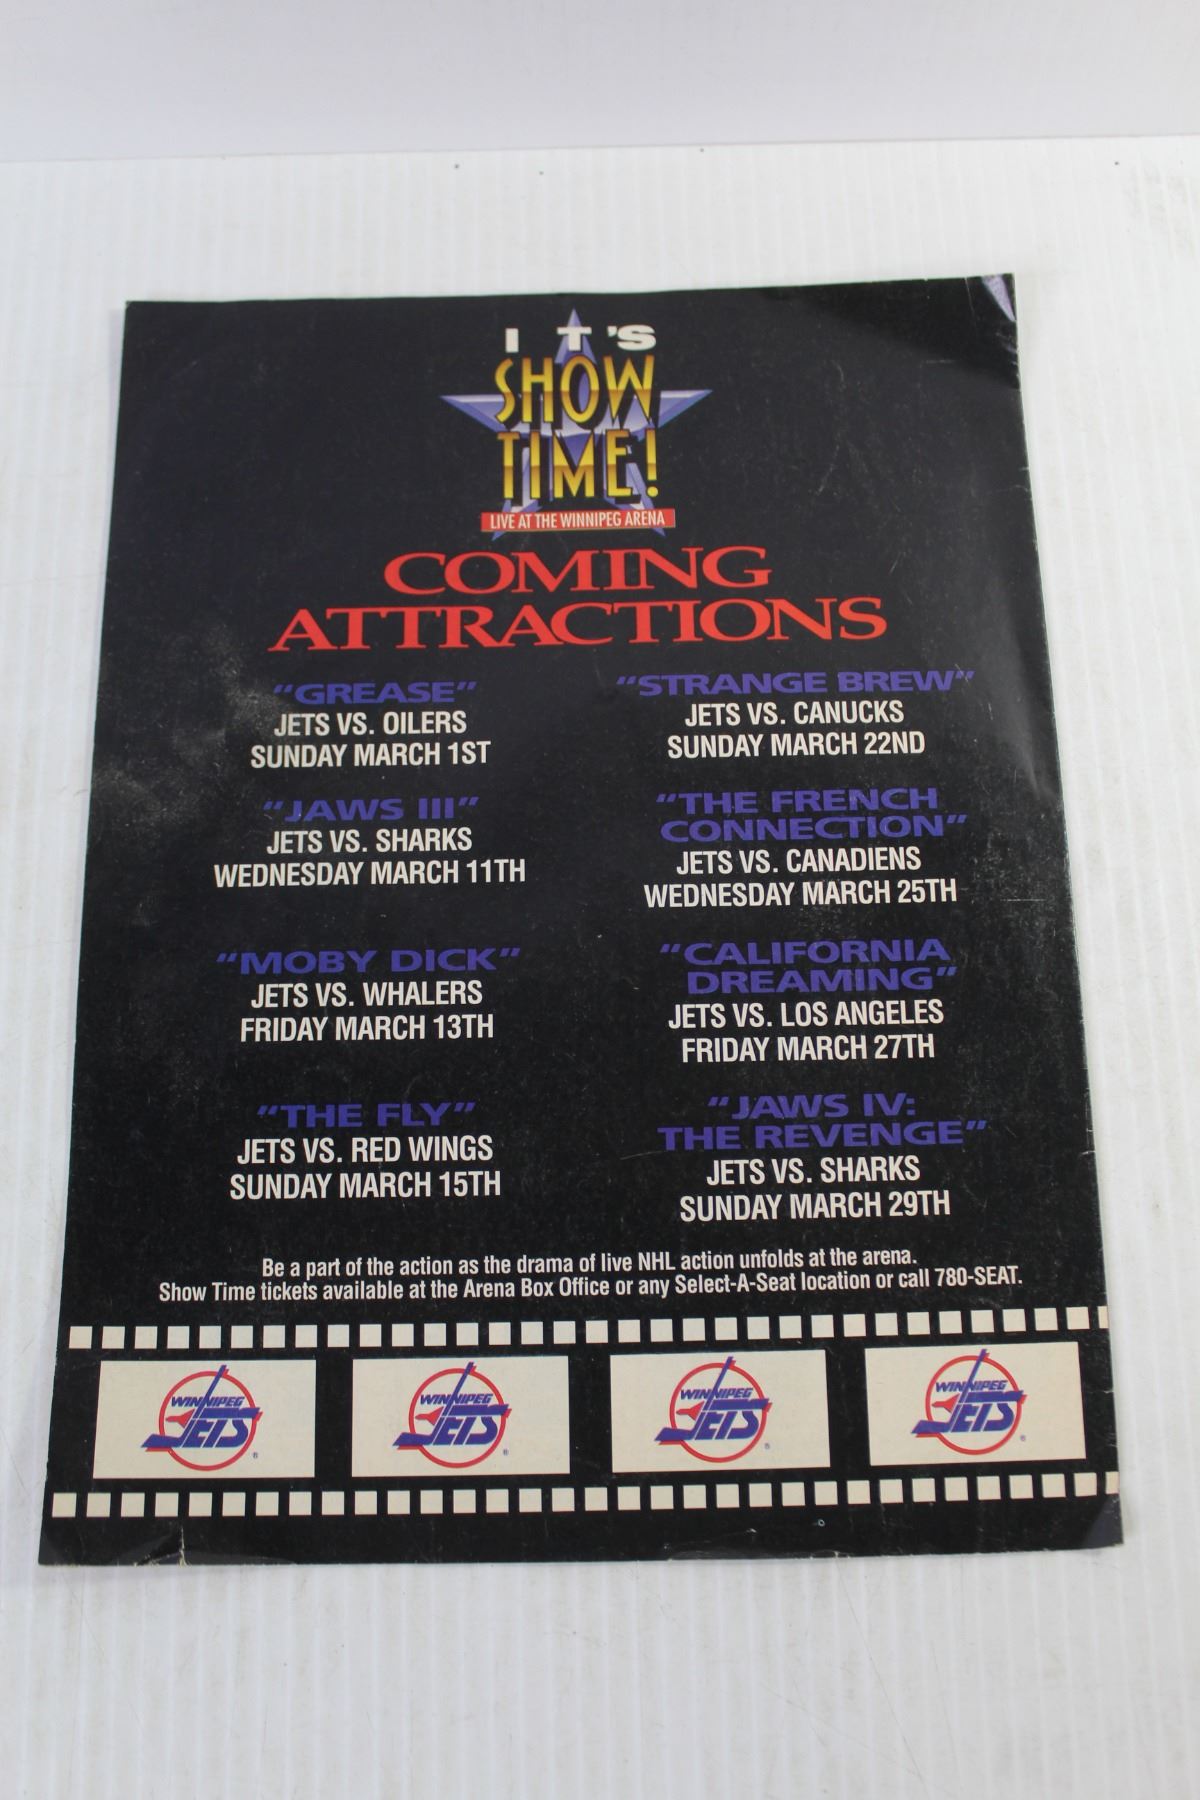 IT'S
SHOW
TIME!
LIVE AT THE WINNIPEG ARENA
COMING
ATTRACTIONS
"GREASE"
JETS VS. OILERS
SUNDAY MARCH 1ST
"JAWS III"
JETS VS. SHARKS
WEDNESDAY MARCH 11TH
"MOBY DICK"
JETS VS. WHALERS
FRIDAY MARCH 13TH
"THE FLY"
JETS VS. RED WINGS
SUNDAY MARCH 15TH
"STRANGE BREW"
JETS VS. CANUCKS
SUNDAY MARCH 22ND
"THE FRENCH
CONNECTION"
JETS VS. CANADIENS
WEDNESDAY MARCH 25TH
"CALIFORNIA
DREAMING"
JETS VS. LOS ANGELES
FRIDAY MARCH 27TH
"JAWS IV:
THE REVENGE"
JETS VS. SHARKS
SUNDAY MARCH 29TH
Be a part of the action as the drama of live NHL action unfolds at the arena.
Show Time tickets available at the Arena Box Office or any Select-A-Seat location or call 780-SEAT.
WINNIPEG
JETS
®
WINNIPEG
JETS
®
WINNIPEG
JETS
®
WINNIPEG
JETS
®